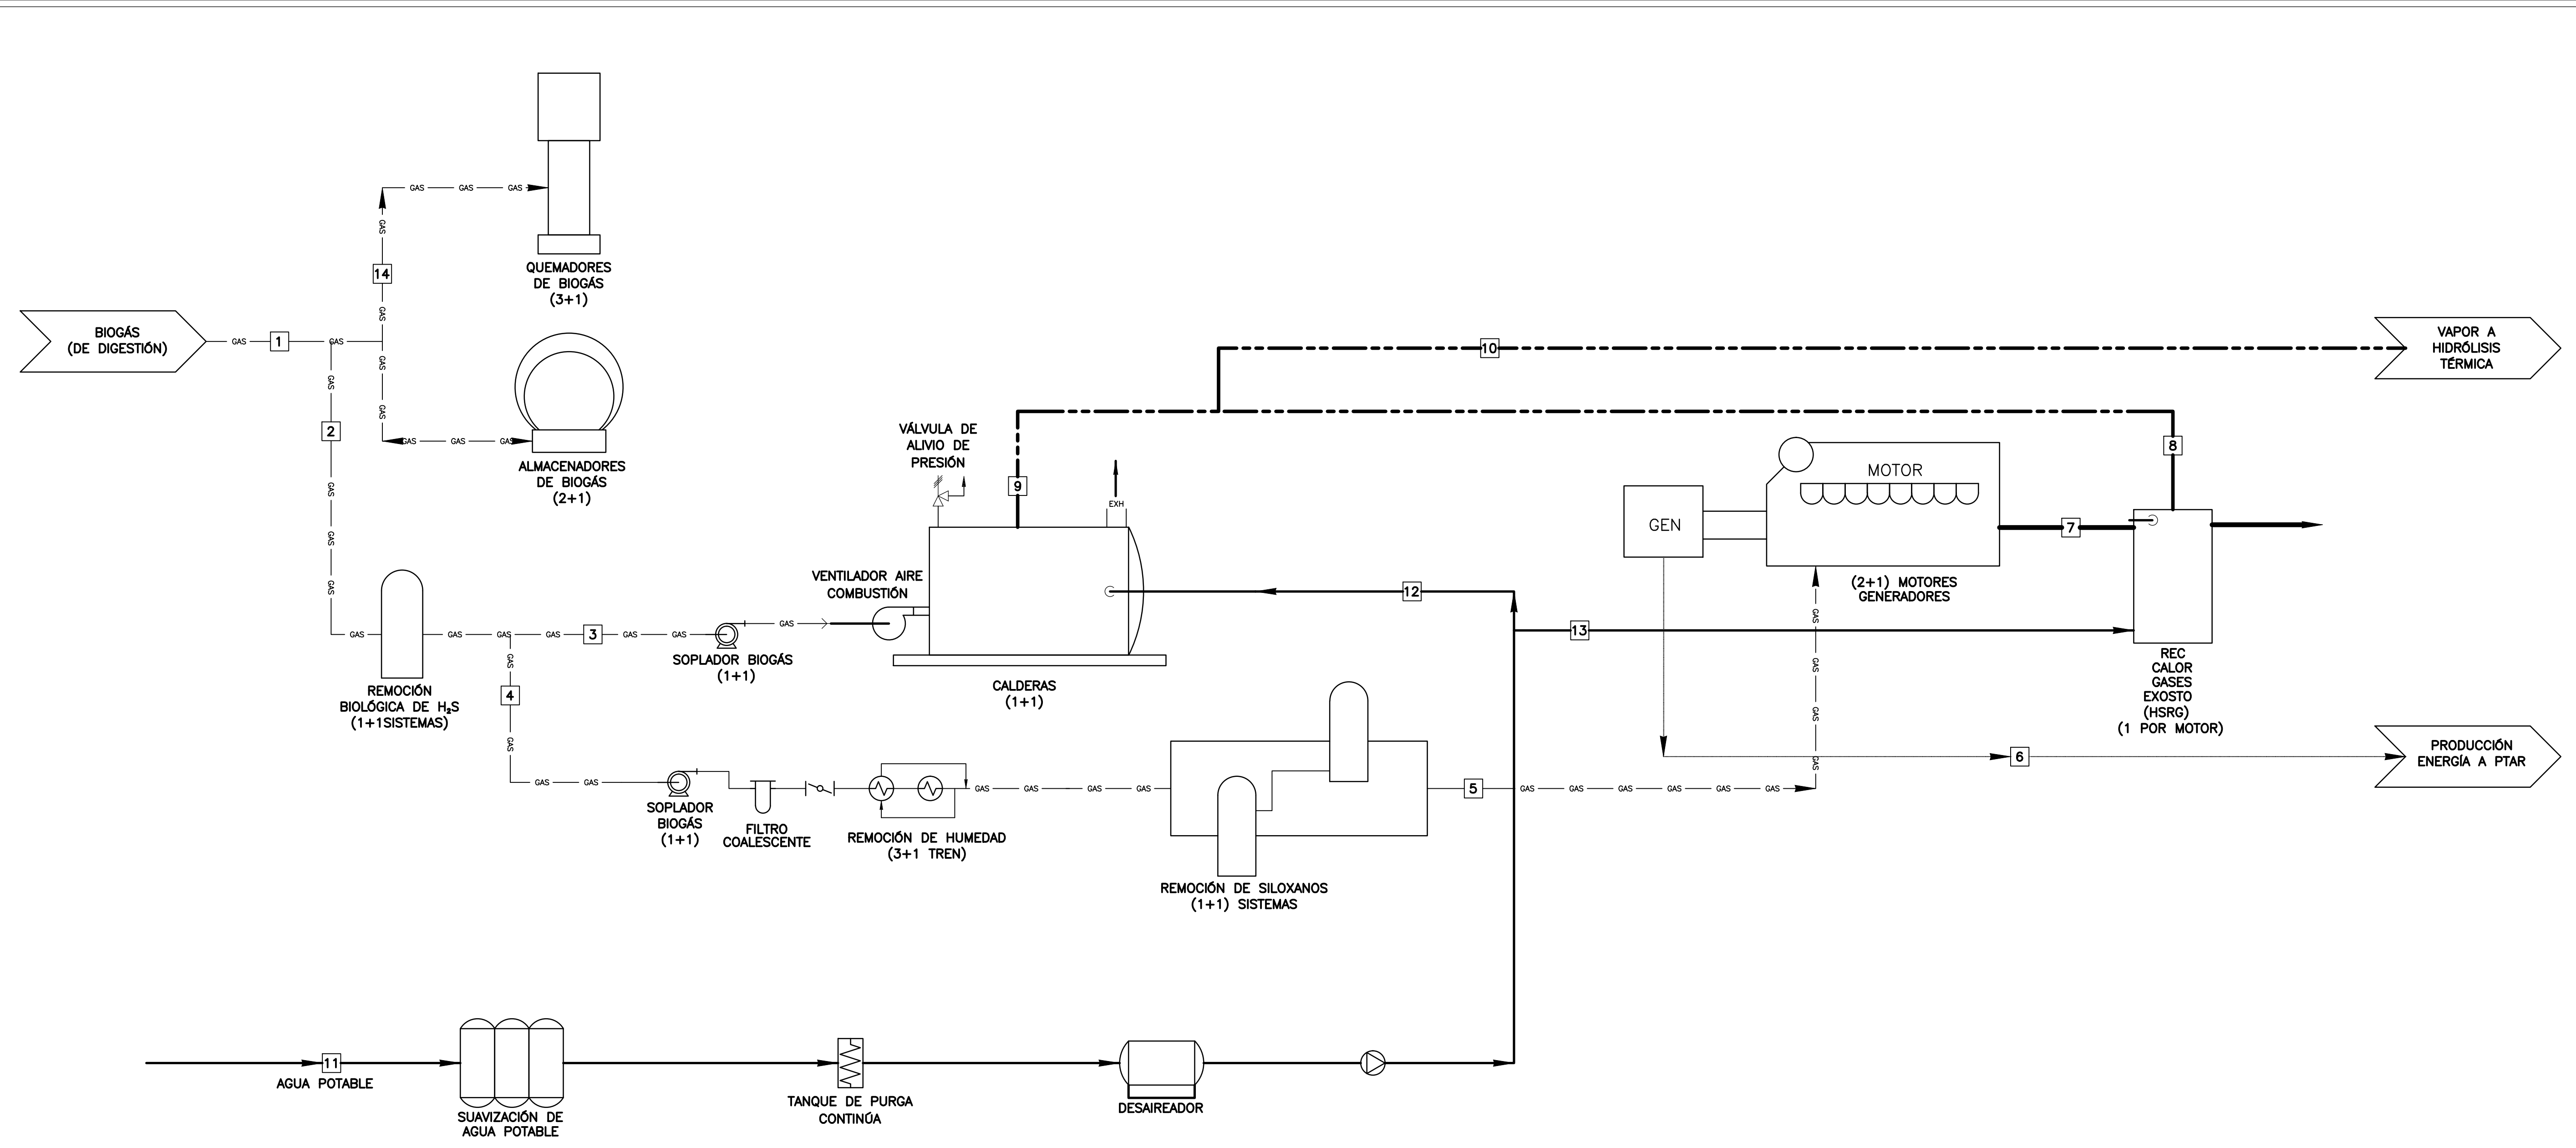 QUEMADORES
DE BIOGÁS
(3+1)
14
GAS GAS GAS
GAS
GAS
BIOGÁS
(DE DIGESTIÓN)
GAS
1
GAS
GAS
GAS
GAS GAS GAS
ALMACENADORES
DE BIOGÁS
(2+1)
GAS
2
GAS
GAS
GAS
GAS
REMOCIÓN
BIOLÓGICA DE H₂S
(1+1SISTEMAS)
GAS GAS GAS
3
GAS GAS
SOPLADOR BIOGÁS
(1+1)
GAS
VENTILADOR AIRE
COMBUSTIÓN
VÁLVULA DE
ALIVIO DE
PRESIÓN
9
EXH
CALDERAS
(1+1)
10
VAPOR A
HIDRÓLISIS
TÉRMICA
8
12
13
GEN
MOTOR
7
(2+1) MOTORES
GENERADORES
REC
CALOR
GASES
EXOSTO
(HSRG)
(1 POR MOTOR)
6
PRODUCCIÓN
ENERGÍA A PTAR
GAS
4
GAS
GAS GAS
SOPLADOR
BIOGÁS
(1+1)
FILTRO
COALESCENTE
REMOCIÓN DE HUMEDAD
(3+1 TREN)
GAS GAS GAS GAS
REMOCIÓN DE SILOXANOS
(1+1) SISTEMAS
5
GAS GAS GAS GAS GAS GAS
GAS
GAS
GAS
GAS
11
AGUA POTABLE
SUAVIZACIÓN DE
AGUA POTABLE
TANQUE DE PURGA
CONTINÚA
DESAIREADOR